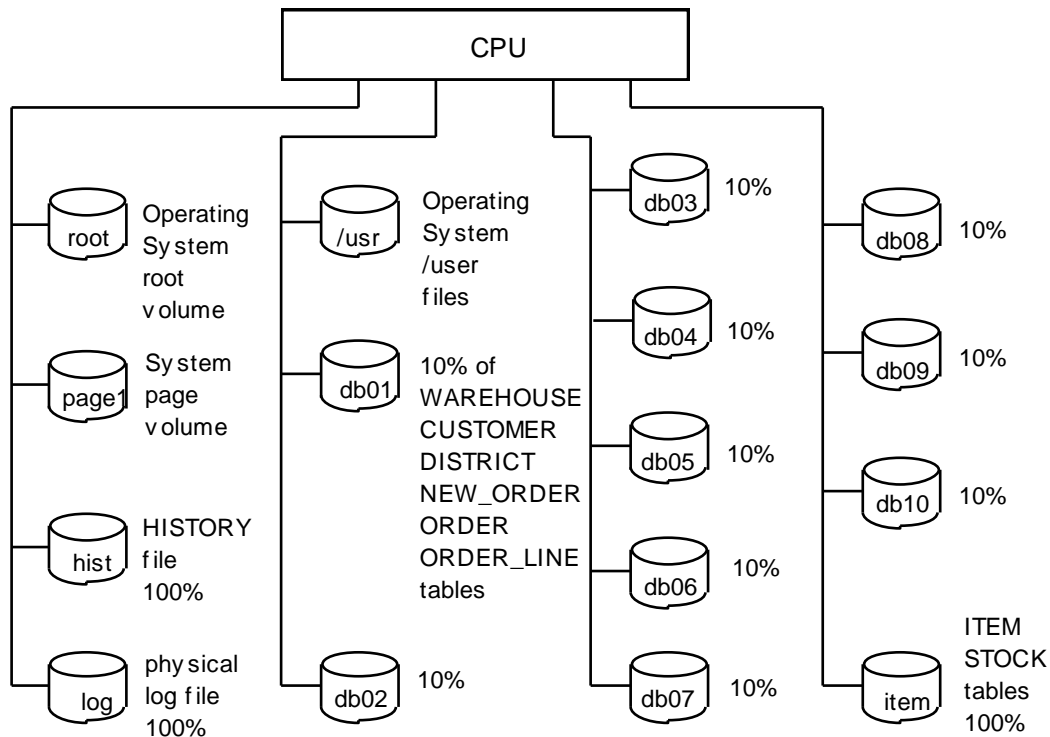 CPU
root
Operating
System
root
volume
page1
System
page
volume
hist
HISTORY
file
100%
log
physical
log file
100%
/usr
Operating
System
/user
files
db01
10% of
WAREHOUSE
CUSTOMER
DISTRICT
NEW_ORDER
ORDER
ORDER_LINE
tables
db02
10%
db03
10%
db04
10%
db05
10%
db06
10%
db07
10%
db08
10%
db09
10%
db10
10%
item
ITEM
STOCK
tables
100%